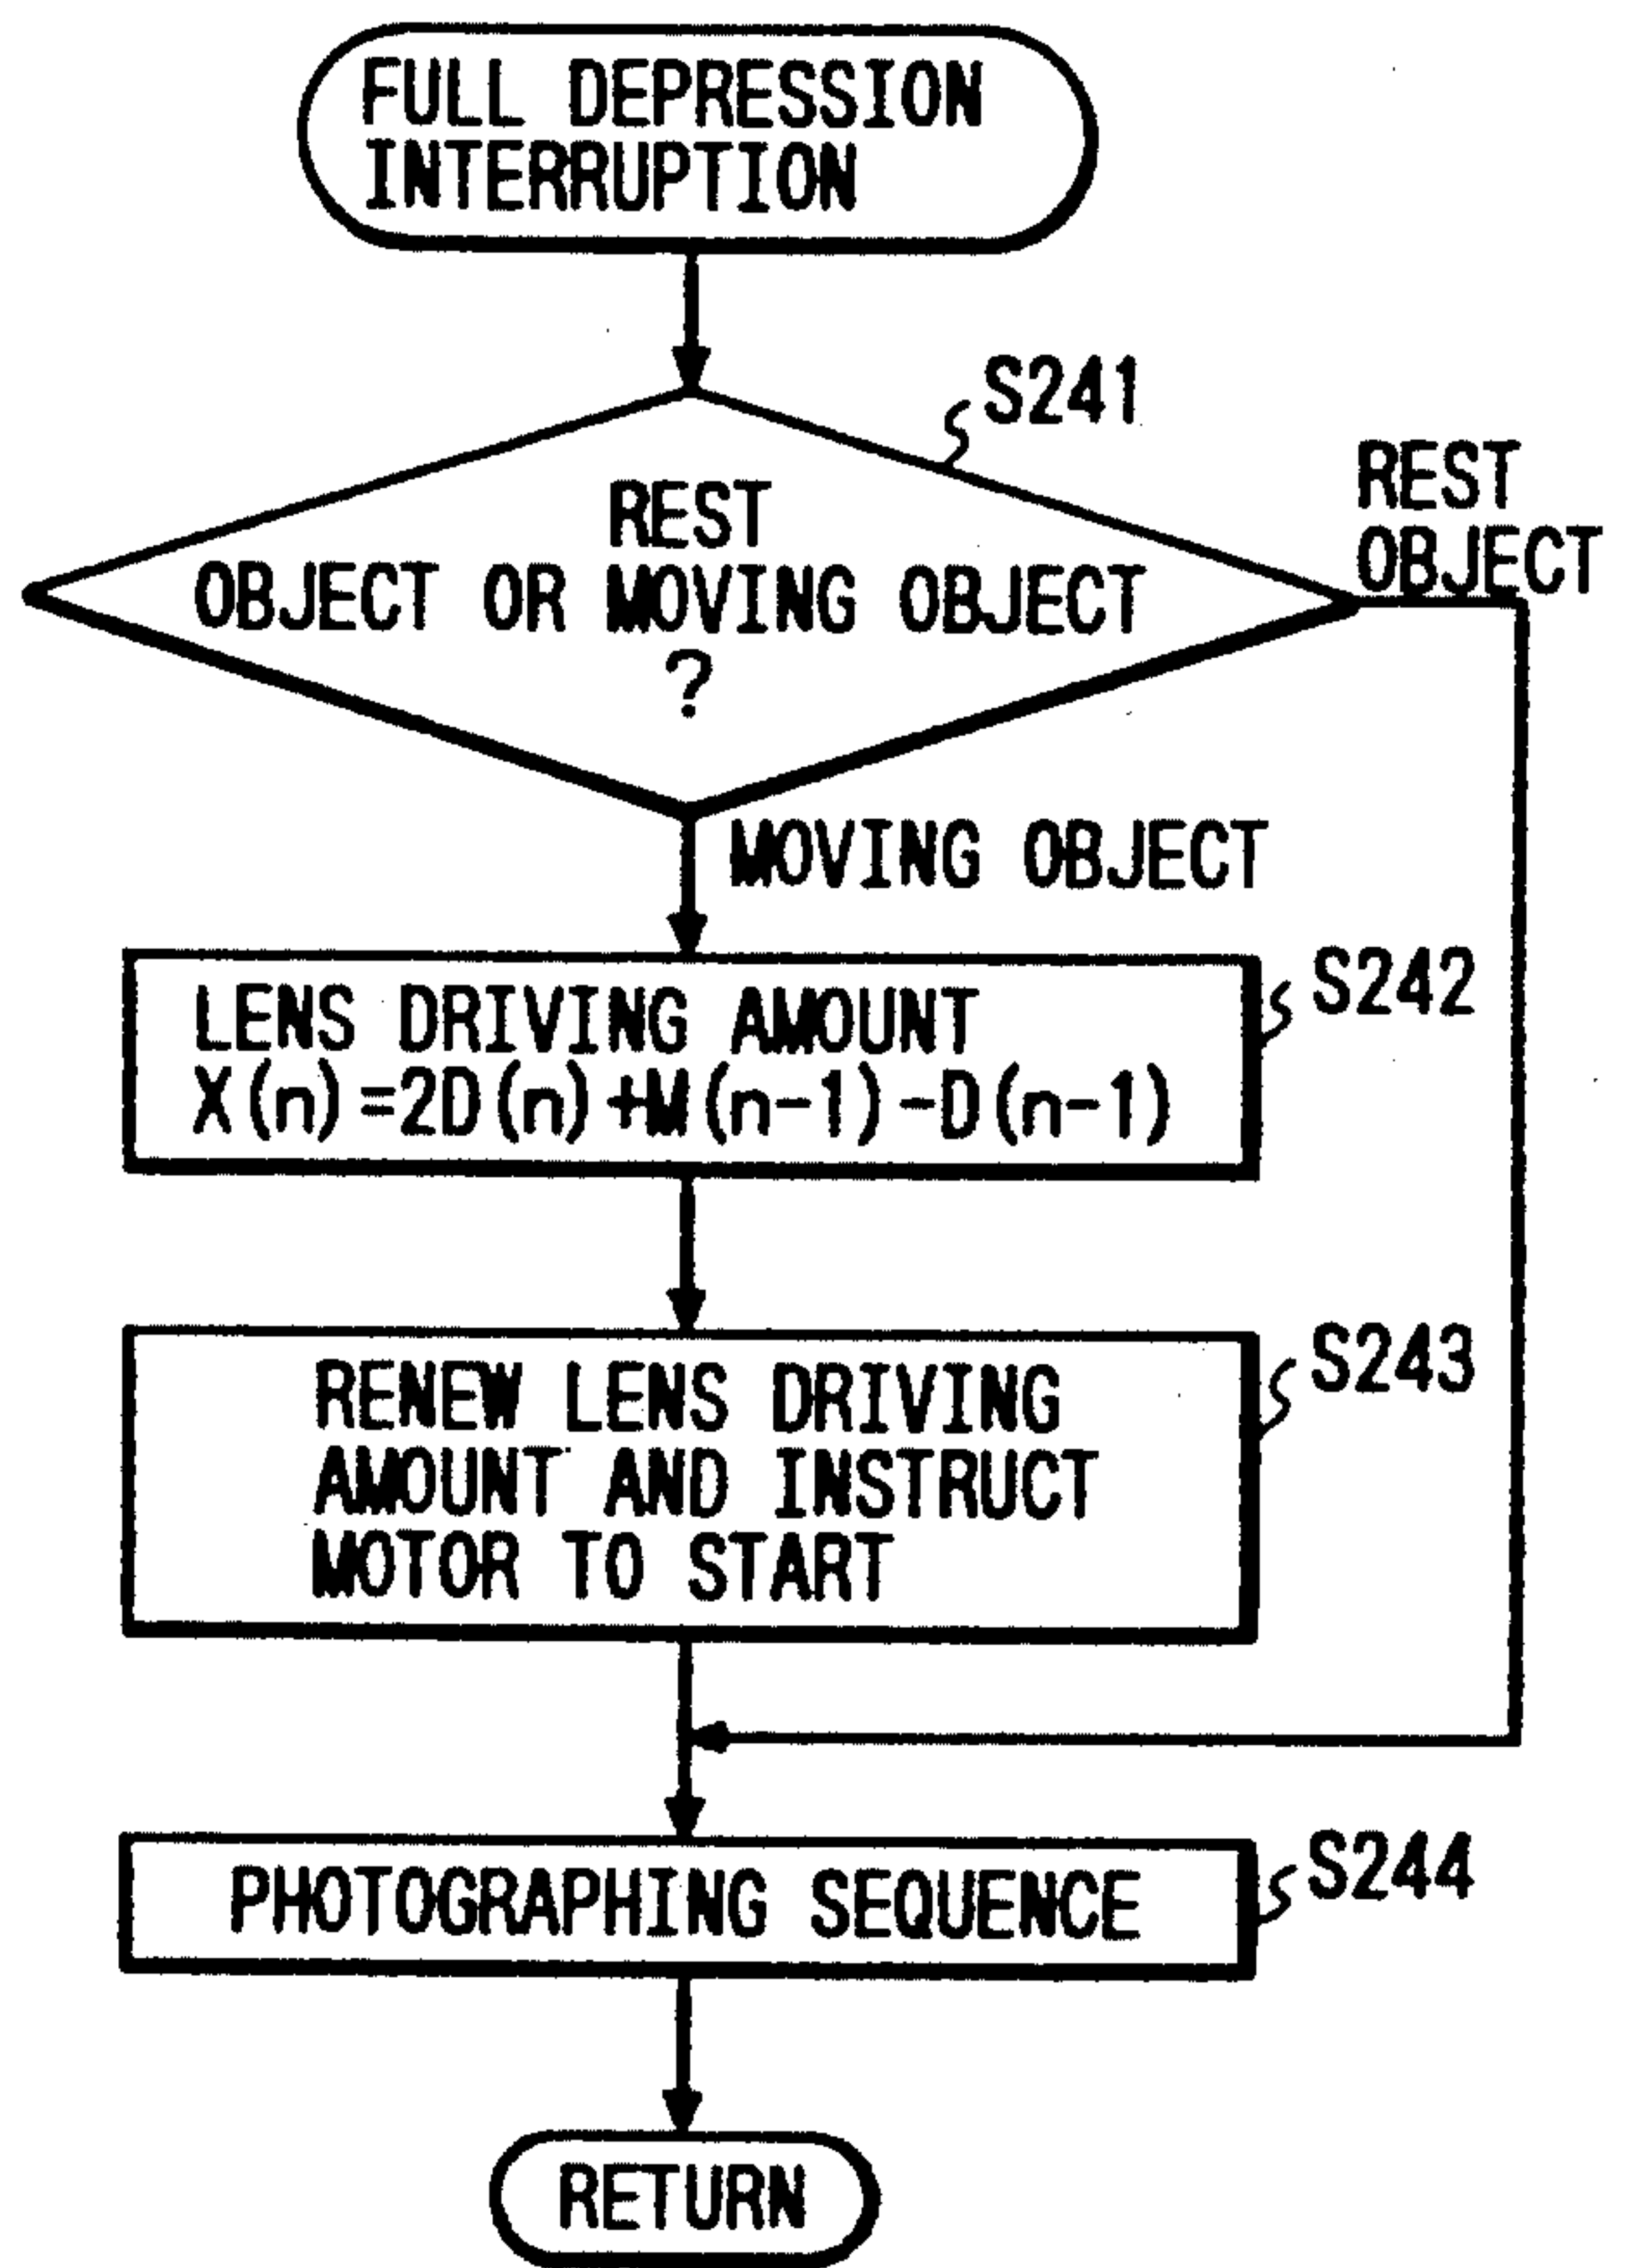 FULL DEPRESSION
INTERRUPTION
S241
REST
OBJECT OR MOVING OBJECT
?
REST
OBJECT
MOVING OBJECT
S242
LENS DRIVING AMOUNT
X(n)=2D(n)+M(n-1)-D(n-1)
S243
RENEW LENS DRIVING
AMOUNT AND INSTRUCT
MOTOR TO START
S244
PHOTOGRAPHING SEQUENCE
RETURN